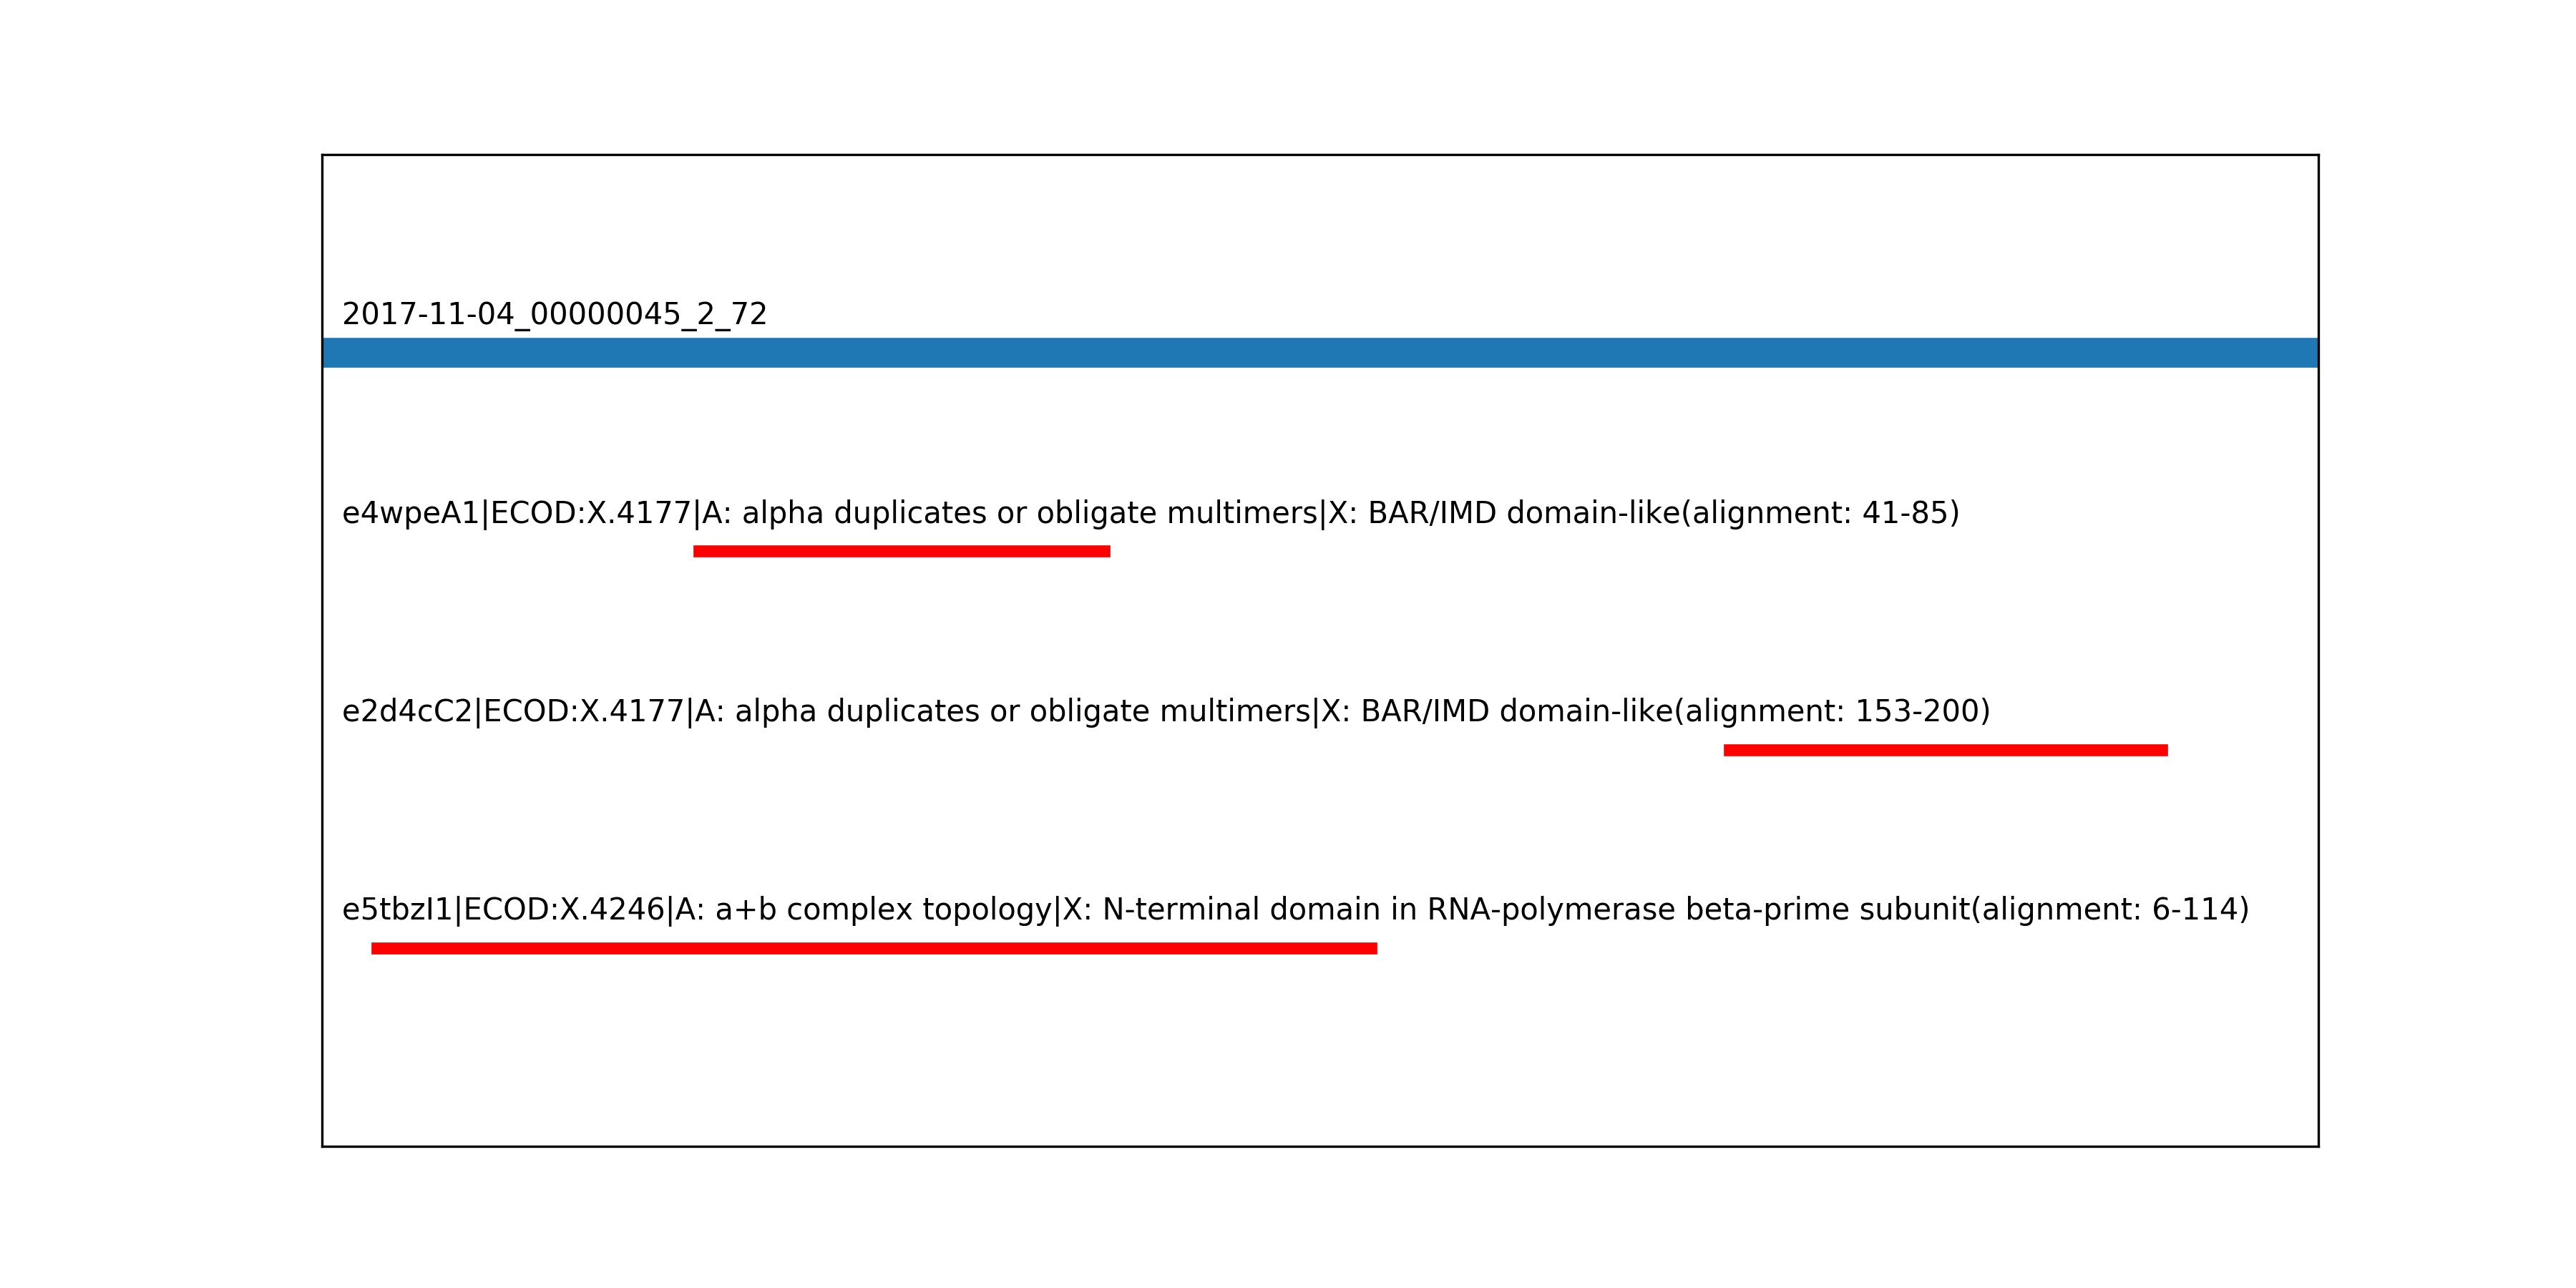 2017-11-04_00000045_2_72
e4wpeA1|ECOD:X.4177|A: alpha duplicates or obligate multimers|X: BAR/IMD domain-like(alignment: 41-85)
e2d4cC2|ECOD:X.4177|A: alpha duplicates or obligate multimers|X: BAR/IMD domain-like(alignment: 153-200)
e5tbzI1|ECOD:X.4246|A: a+b complex topology|X: N-terminal domain in RNA-polymerase beta-prime subunit(alignment: 6-114)